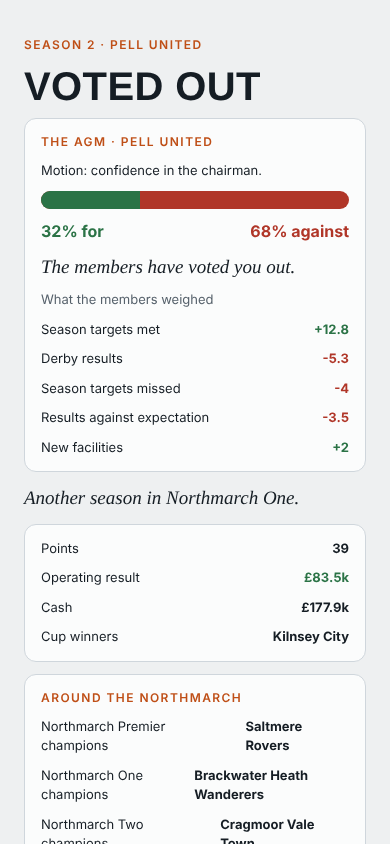 SEASON 2 · PELL UNITED
VOTED OUT
THE AGM · PELL UNITED
Motion: confidence in the chairman.
32% for 68% against
The members have voted you out.
What the members weighed
Season targets met +12.8
Derby results -5.3
Season targets missed -4
Results against expectation -3.5
New facilities +2
Another season in Northmarch One.
Points 39
Operating result £83.5k
Cash £177.9k
Cup winners Kilnsey City
AROUND THE NORTHMARCH
Northmarch Premier Saltmere
champions Rovers
Northmarch One Brackwater Heath
champions Wanderers
Northmarch Two Cragmoor Vale
champions Town